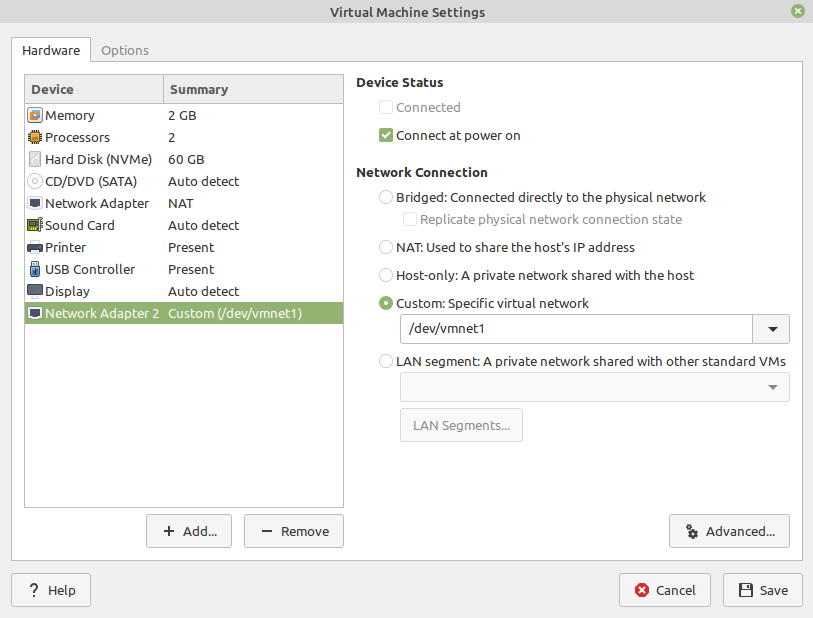 Virtual Machine Settings
Hardware Options
Device Summary
Memory 2 GB
Processors 2
Hard Disk (NVMe) 60 GB
CD/DVD (SATA) Auto detect
Network Adapter NAT
Sound Card Auto detect
Printer Present
USB Controller Present
Display Auto detect
Network Adapter 2 Custom (/dev/vmnet1)
Add...
Remove
Device Status
Connected
Connect at power on
Network Connection
Bridged: Connected directly to the physical network
Replicate physical network connection state
NAT: Used to share the host's IP address
Host-only: A private network shared with the host
Custom: Specific virtual network
/dev/vmnet1
LAN segment: A private network shared with other standard VMs
LAN Segments...
Advanced...
Help
Cancel
Save